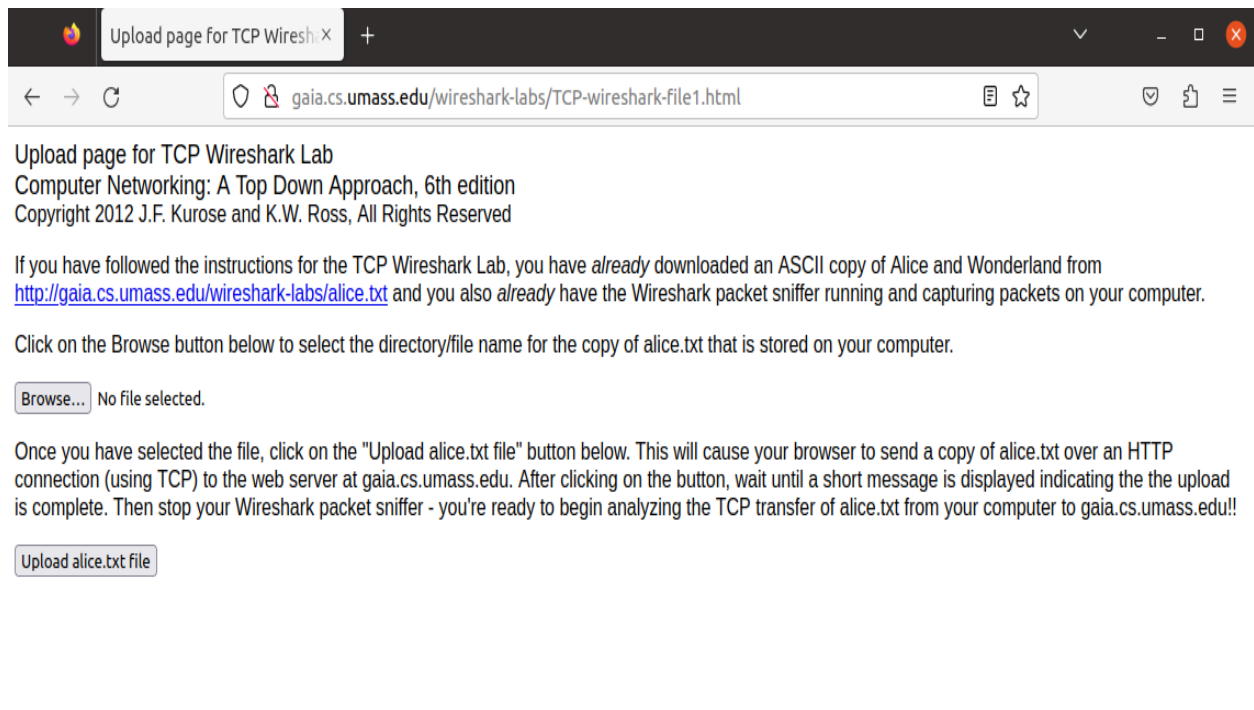 Upload page for TCP Wiresha
gaia.cs.umass.edu/wireshark-labs/TCP-wireshark-file1.html
Upload page for TCP Wireshark Lab
Computer Networking: A Top Down Approach, 6th edition
Copyright 2012 J.F. Kurose and K.W. Ross, All Rights Reserved
If you have followed the instructions for the TCP Wireshark Lab, you have already downloaded an ASCII copy of Alice and Wonderland from
http://gaia.cs.umass.edu/wireshark-labs/alice.txt and you also already have the Wireshark packet sniffer running and capturing packets on your computer.
Click on the Browse button below to select the directory/file name for the copy of alice.txt that is stored on your computer.
Browse... No file selected.
Once you have selected the file, click on the "Upload alice.txt file" button below. This will cause your browser to send a copy of alice.txt over an HTTP
connection (using TCP) to the web server at gaia.cs.umass.edu. After clicking on the button, wait until a short message is displayed indicating the the upload
is complete. Then stop your Wireshark packet sniffer - you're ready to begin analyzing the TCP transfer of alice.txt from your computer to gaia.cs.umass.edu!!
Upload alice.txt file